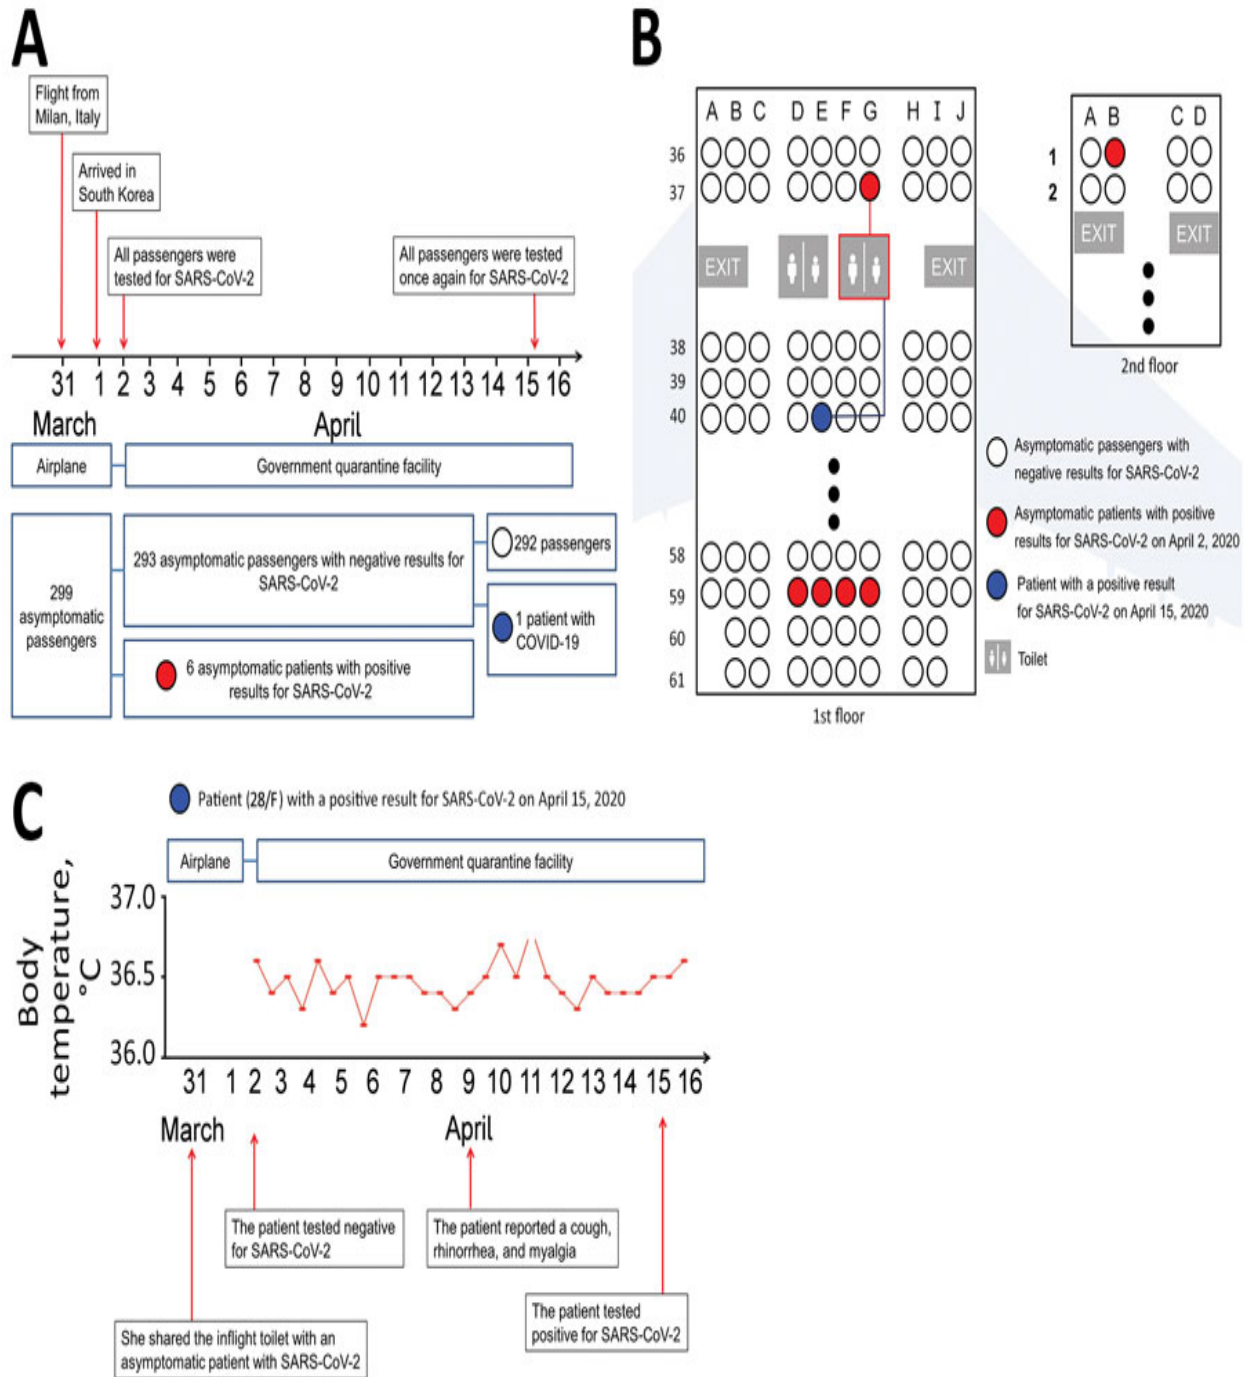 A
Flight from
Milan, Italy
Arrived in
South Korea
All passengers were
tested for SARS-CoV-2
All passengers were tested
once again for SARS-CoV-2
31 1 2 3 4 5 6 7 8 9 10 11 12 13 14 15 16
March April
Airplane Government quarantine facility
299
asymptomatic
passengers
293 asymptomatic passengers with negative results for
SARS-CoV-2
292 passengers
1 patient with
COVID-19
6 asymptomatic patients with positive
results for SARS-CoV-2
B
A B C D E F G H I J
36
37
EXIT EXIT
38
39
40
58
59
60
61
1st floor
A B C D
1
2
EXIT EXIT
2nd floor
Asymptomatic passengers with
negative results for SARS-CoV-2
Asymptomatic patients with positive
results for SARS-CoV-2 on April 2, 2020
Patient with a positive result
for SARS-CoV-2 on April 15, 2020
Toilet
C
Patient (28/F) with a positive result for SARS-CoV-2 on April 15, 2020
Airplane Government quarantine facility
Body
temperature,
°C
37.0
36.5
36.0
31 1 2 3 4 5 6 7 8 9 10 11 12 13 14 15 16
March April
The patient tested negative
for SARS-CoV-2
The patient reported a cough,
rhinorrhea, and myalgia
She shared the inflight toilet with an
asymptomatic patient with SARS-CoV-2
The patient tested
positive for SARS-CoV-2